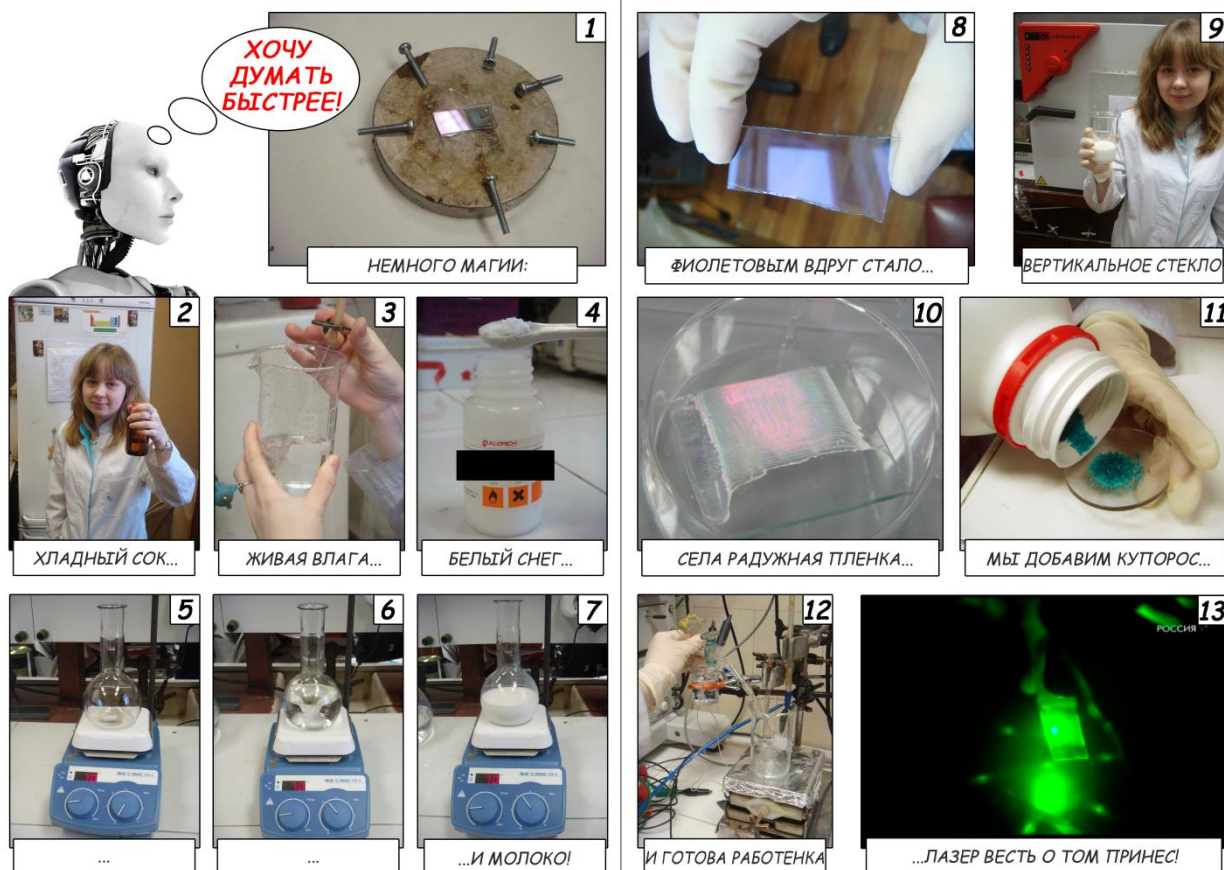 ХОЧУ
ДУМАТЬ
БЫСТРЕЕ!
1
НЕМНОГО МАГИИ:
2
ХЛАДНЫЙ СОК...
3
ЖИВАЯ ВЛАГА...
4
ALDRICH
БЕЛЫЙ СНЕГ...
5
...
6
...
7
...И МОЛОКО!
8
ФИОЛЕТОВЫМ ВДРУГ СТАЛО...
9
ВЕРТИКАЛЬНОЕ СТЕКЛО
10
СЕЛА РАДУЖНАЯ ПЛЕНКА...
11
МЫ ДОБАВИМ КУПОРОС...
12
И ГОТОВА РАБОТЕНКА
13
РОССИЯ
...ЛАЗЕР ВЕСТЬ О ТОМ ПРИНЕС!